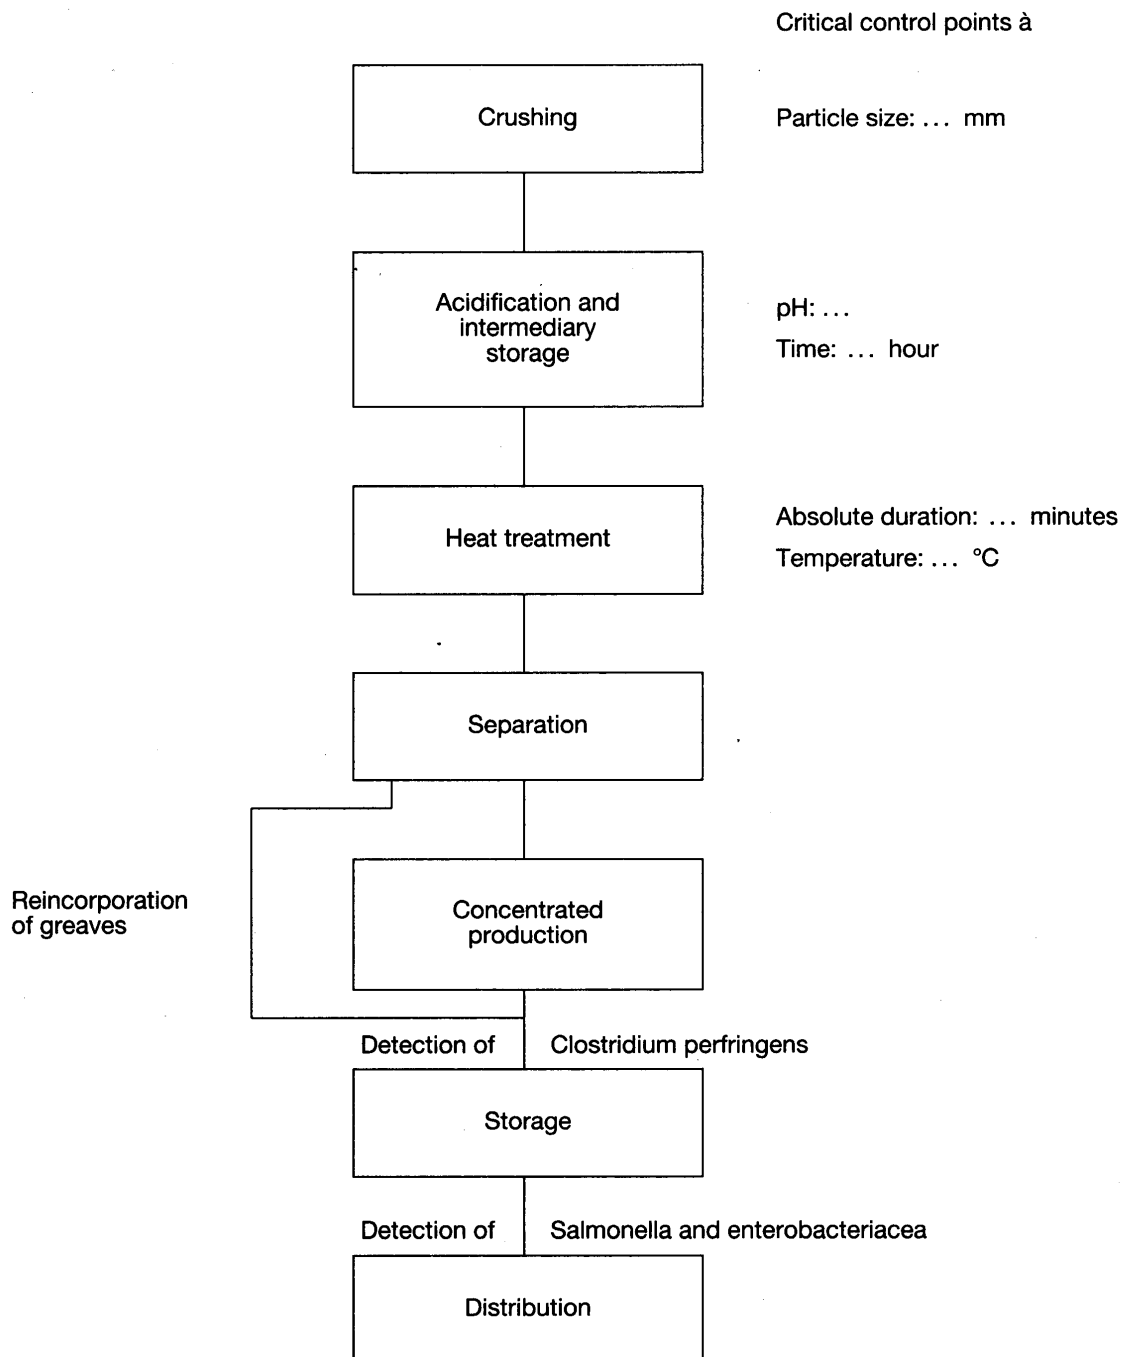 Critical control points à
Crushing
Particle size: ... mm
Acidification and
intermediary
storage
pH: ...
Time: ... hour
Heat treatment
Absolute duration: ... minutes
Temperature: ... °C
Separation
Reincorporation
of greaves
Concentrated
production
Detection of Clostridium perfringens
Storage
Detection of Salmonella and enterobacteriacea
Distribution